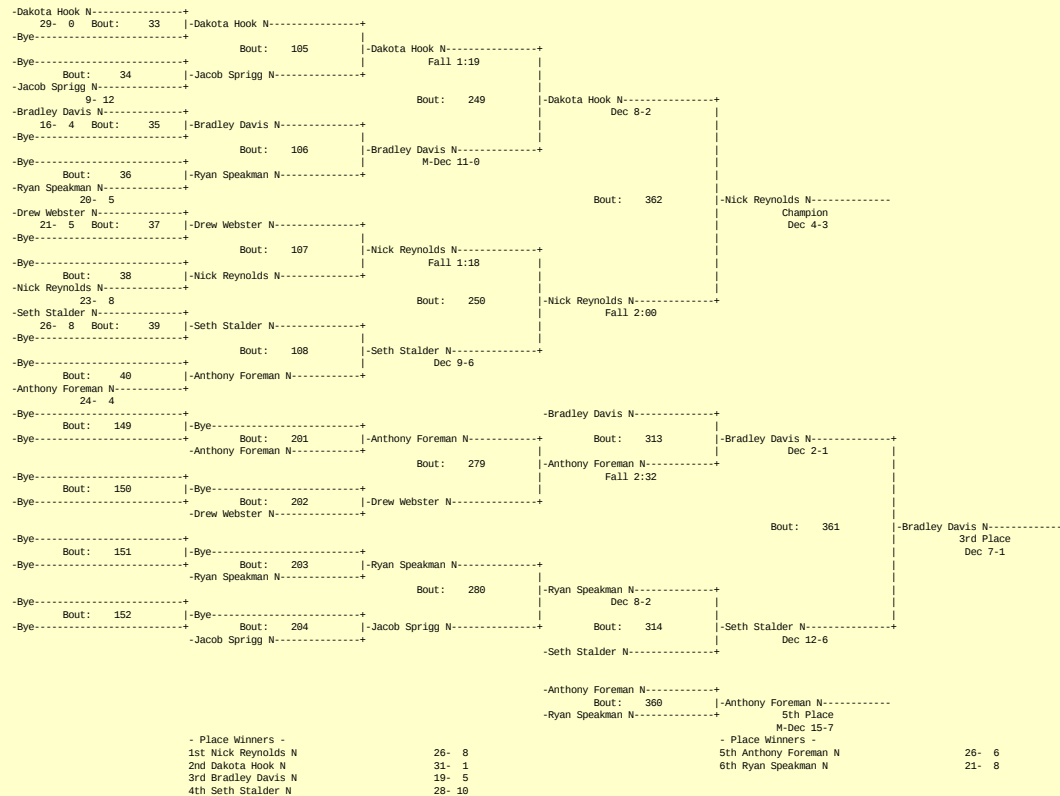 -Dakota Hook N----------------+
29-  0   Bout:     33     |-Dakota Hook N----------------+
-Bye--------------------------+                              |
Bout:     105     |-Dakota Hook N----------------+
-Bye--------------------------+                              |          Fall 1:19               |
Bout:     34     |-Jacob Sprigg N---------------+                              |
-Jacob Sprigg N---------------+                                                             |
9- 12                                                  Bout:     249     |-Dakota Hook N----------------+
-Bradley Davis N--------------+                                                             |          Dec 8-2               |
16-  4   Bout:     35     |-Bradley Davis N--------------+                              |                              |
-Bye--------------------------+                              |                              |                              |
Bout:     106     |-Bradley Davis N--------------+                              |
-Bye--------------------------+                              |          M-Dec 11-0                                             |
Bout:     36     |-Ryan Speakman N--------------+                                                             |
-Ryan Speakman N--------------+                                                                                            |
20-  5                                                                                 Bout:     362     |-Nick Reynolds N--------------
-Drew Webster N---------------+                                                                                            |          Champion
21-  5   Bout:     37     |-Drew Webster N---------------+                                                             |          Dec 4-3
-Bye--------------------------+                              |                                                             |
Bout:     107     |-Nick Reynolds N--------------+                              |
-Bye--------------------------+                              |          Fall 1:18               |                              |
Bout:     38     |-Nick Reynolds N--------------+                              |                              |
-Nick Reynolds N--------------+                                                             |                              |
23-  8                                                  Bout:     250     |-Nick Reynolds N--------------+
-Seth Stalder N---------------+                                                             |          Fall 2:00
26-  8   Bout:     39     |-Seth Stalder N---------------+                              |
-Bye--------------------------+                              |                              |
Bout:     108     |-Seth Stalder N---------------+
-Bye--------------------------+                              |          Dec 9-6
Bout:     40     |-Anthony Foreman N------------+
-Anthony Foreman N------------+
24-  4
-Bye--------------------------+                                                             -Bradley Davis N--------------+
Bout:     149     |-Bye--------------------------+                                                             |
-Bye--------------------------+          Bout:     201     |-Anthony Foreman N------------+          Bout:     313     |-Bradley Davis N--------------+
-Anthony Foreman N------------+                              |                              |          Dec 2-1               |
Bout:     279     |-Anthony Foreman N------------+                              |
-Bye--------------------------+                                                             |          Fall 2:32                                             |
Bout:     150     |-Bye--------------------------+                              |                                                             |
-Bye--------------------------+          Bout:     202     |-Drew Webster N---------------+                                                             |
-Drew Webster N---------------+                                                                                            |
Bout:     361     |-Bradley Davis N--------------
-Bye--------------------------+                                                                                                                           |          3rd Place
Bout:     151     |-Bye--------------------------+                                                                                            |          Dec 7-1
-Bye--------------------------+          Bout:     203     |-Ryan Speakman N--------------+                                                             |
-Ryan Speakman N--------------+                              |                                                             |
Bout:     280     |-Ryan Speakman N--------------+                              |
-Bye--------------------------+                                                             |          Dec 8-2               |                              |
Bout:     152     |-Bye--------------------------+                              |                              |                              |
-Bye--------------------------+          Bout:     204     |-Jacob Sprigg N---------------+          Bout:     314     |-Seth Stalder N---------------+
-Jacob Sprigg N---------------+                                                             |          Dec 12-6
-Seth Stalder N---------------+
-Anthony Foreman N------------+
Bout:     360     |-Anthony Foreman N------------
-Ryan Speakman N--------------+          5th Place
M-Dec 15-7
- Place Winners -                                                                 - Place Winners -
1st Nick Reynolds N                    26-  8                    5th Anthony Foreman N                    26-  6
2nd Dakota Hook N                    31-  1                    6th Ryan Speakman N                    21-  8
3rd Bradley Davis N                    19-  5
4th Seth Stalder N                    28- 10